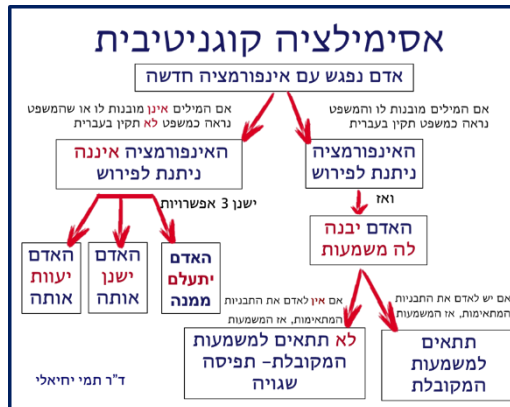 אסימילציה קוגניטיבית
אדם נפגש עם אינפורמציה חדשה
אם המילים מובנות לו והמשפט
נראה כמשפט תקין בעברית
אם המילים אינן מובנות לו או שהמשפט
נראה כמשפט לא תקין בעברית
האינפורמציה
ניתנת לפירוש
האינפורמציה איננה
ניתנת לפירוש
ואז
ישנן 3 אפשרויות
האדם יבנה
לה משמעות
האדם
יתעלם
ממנה
האדם
ישנן
אותה
האדם
יעוות
אותה
אם יש לאדם את התבניות
המתאימות, אז המשמעות
אם אין לאדם את התבניות
המתאימות, אז המשמעות
תתאים
למשמעות
המקובלת
לא תתאים למשמעות
המקובלת- תפיסה
שגויה
ד"ר תמי יחיאלי